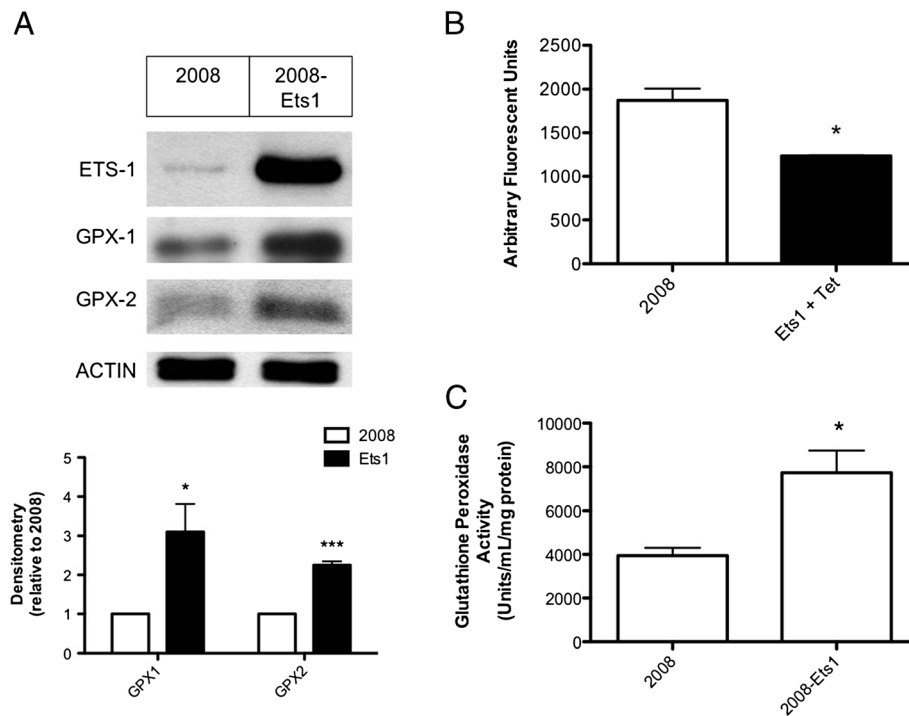 A
2008
2008-
Ets1
ETS-1
GPX-1
GPX-2
ACTIN
2008
Ets1
Densitometry
(relative to 2008)
5
4
3
2
1
0
*
***
GPX1
GPX2
B
Arbitrary Fluorescent Units
2500
2000
1500
1000
500
0
*
2008
Ets1 + Tet
C
Glutathione Peroxidase
Activity
(Units/mL/mg protein)
10000
8000
6000
4000
2000
0
*
2008
2008-Ets1